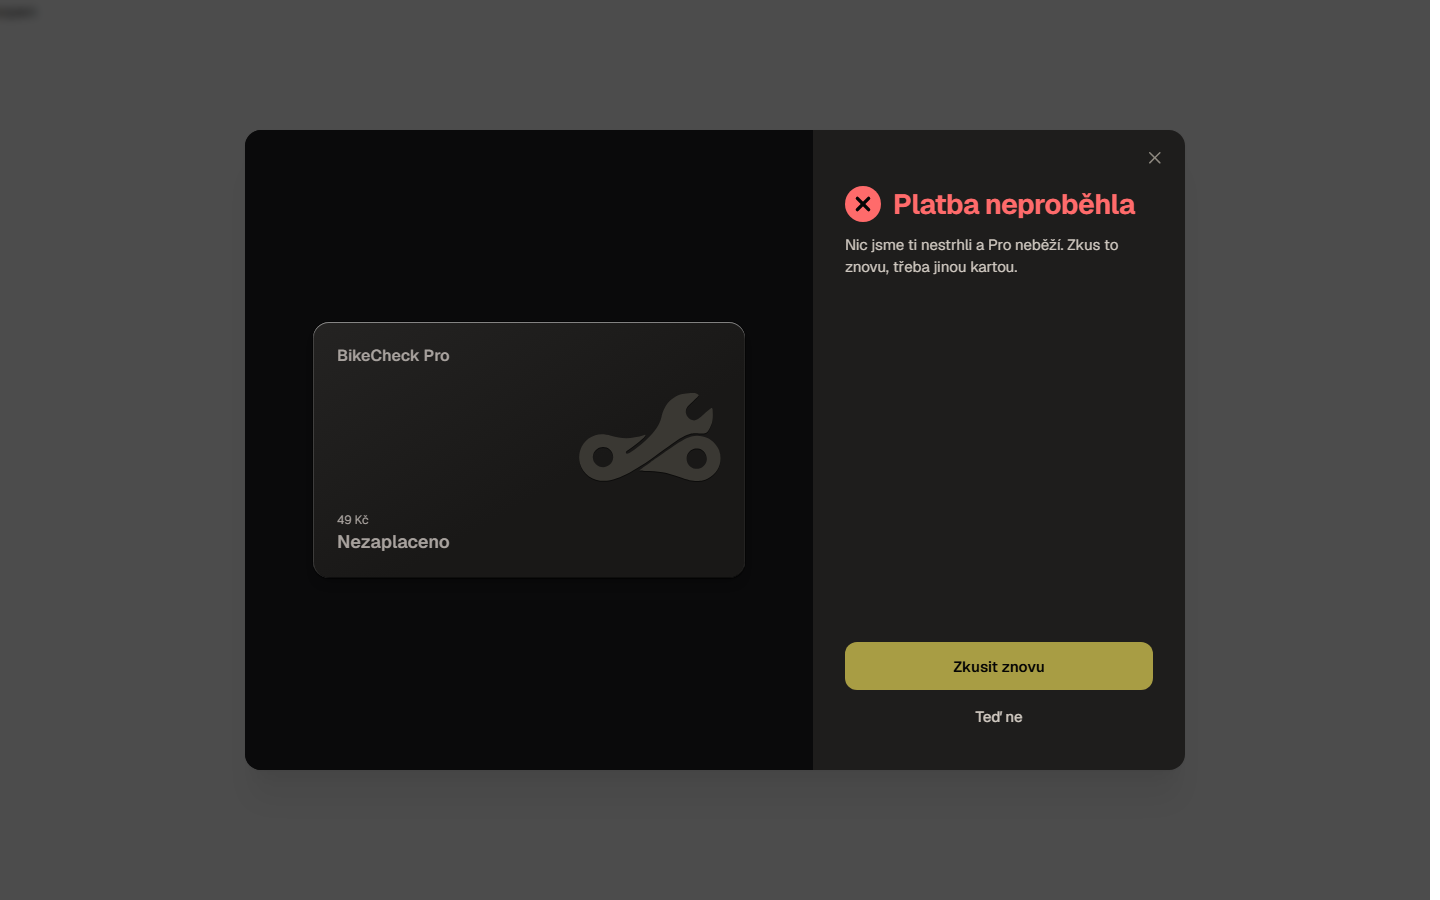 BikeCheck Pro
49 Kč
Nezaplaceno
Platba neproběhla
Nic jsme ti nestrhli a Pro neběží. Zkus to
znovu, třeba jinou kartou.
Zkusit znovu
Teď ne